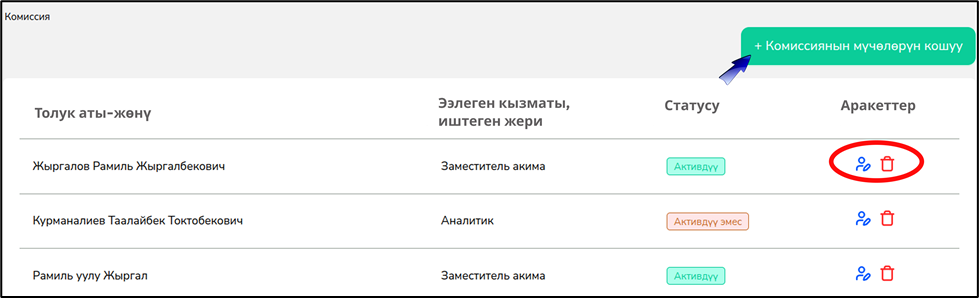 Комиссия
+ Комиссиянын мүчөлөрүн кошуу
Толук аты-жөнү
Ээлеген кызматы,
иштеген жери
Статусу
Аракеттер
Жыргалов Рамиль Жыргалбекович
Заместитель акима
Активдүү
Курманалиев Таалайбек Токтобекович
Аналитик
Активдүү эмес
Рамиль уулу Жыргал
Заместитель акима
Активдүү